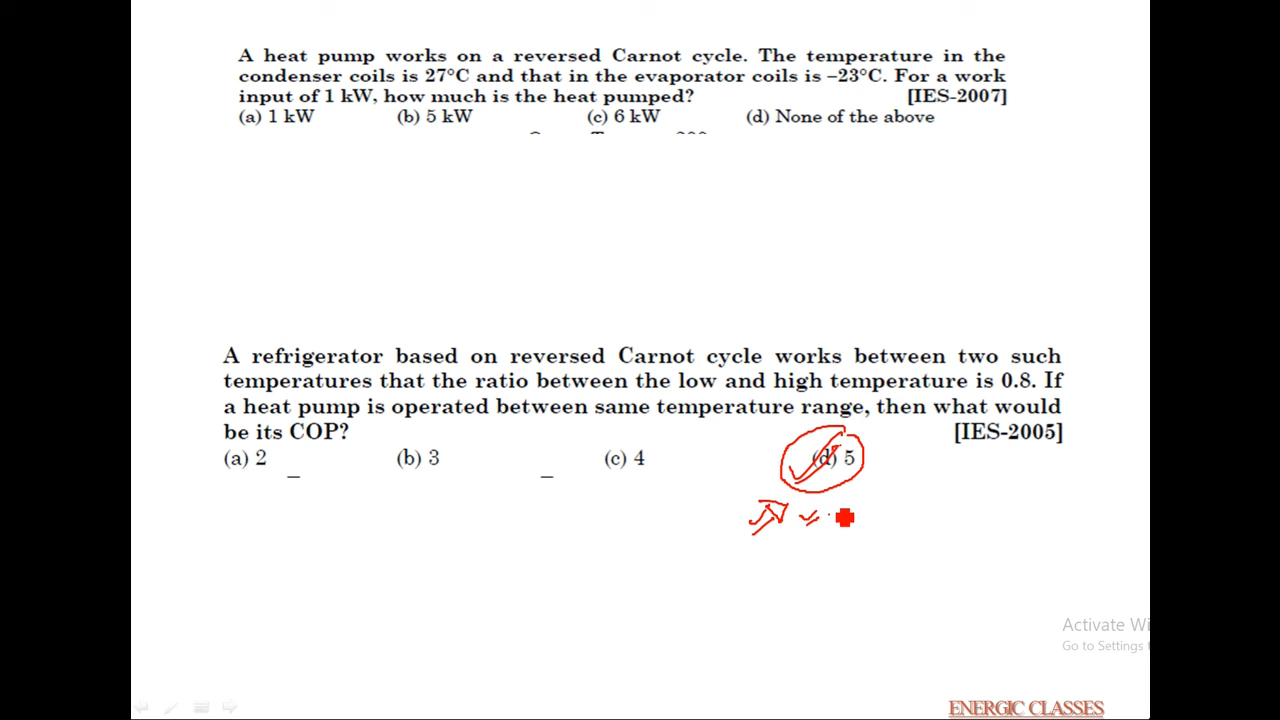 A heat pump works on a reversed Carnot cycle. The temperature in the
condenser coils is 27°C and that in the evaporator coils is –23°C. For a work
input of 1 kW, how much is the heat pumped? [IES-2007]
(a) 1 kW (b) 5 kW (c) 6 kW (d) None of the above
A refrigerator based on reversed Carnot cycle works between two such
temperatures that the ratio between the low and high temperature is 0.8. If
a heat pump is operated between same temperature range, then what would
be its COP? [IES-2005]
(a) 2 (b) 3 (c) 4 (d) 5
Activate Wi
Go to Settings
ENERGIC CLASSES